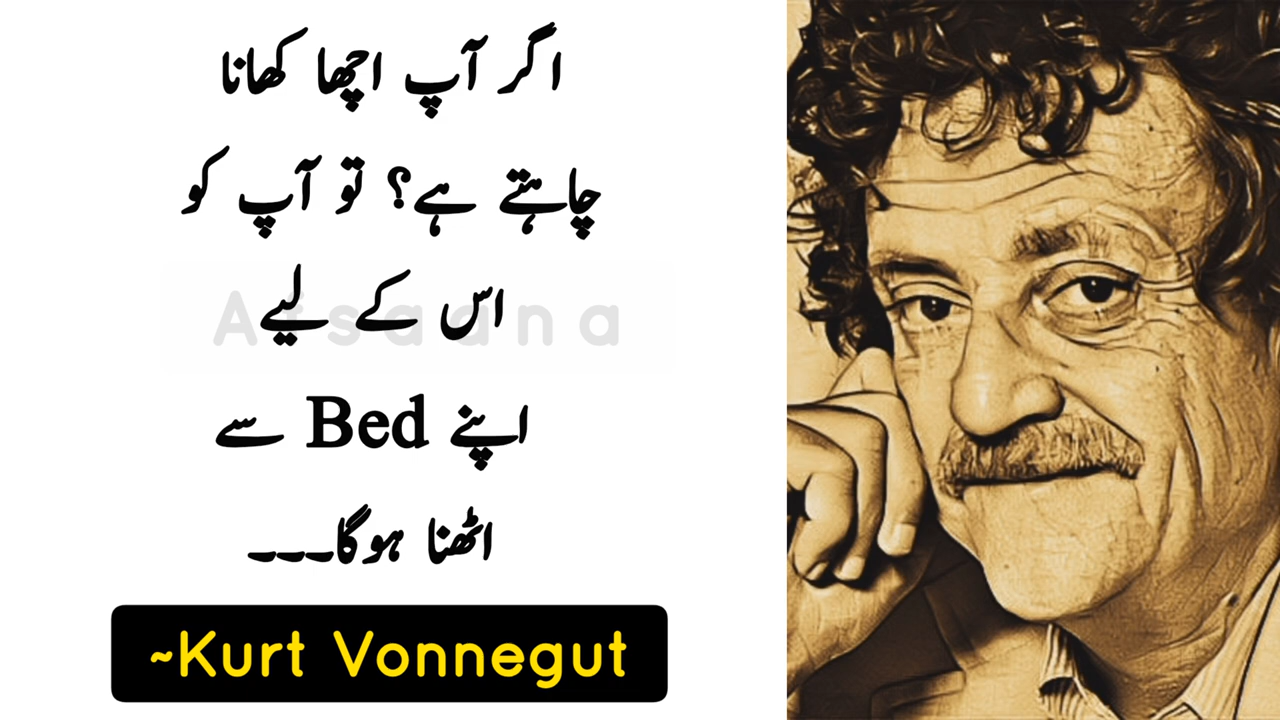 اگر آپ اچھا کھانا
چاہتے ہے؟ تو آپ کو
اس کے لیے
Afsaana
اپنے Bed سے
اٹھنا ہوگا۔۔۔
~Kurt Vonnegut